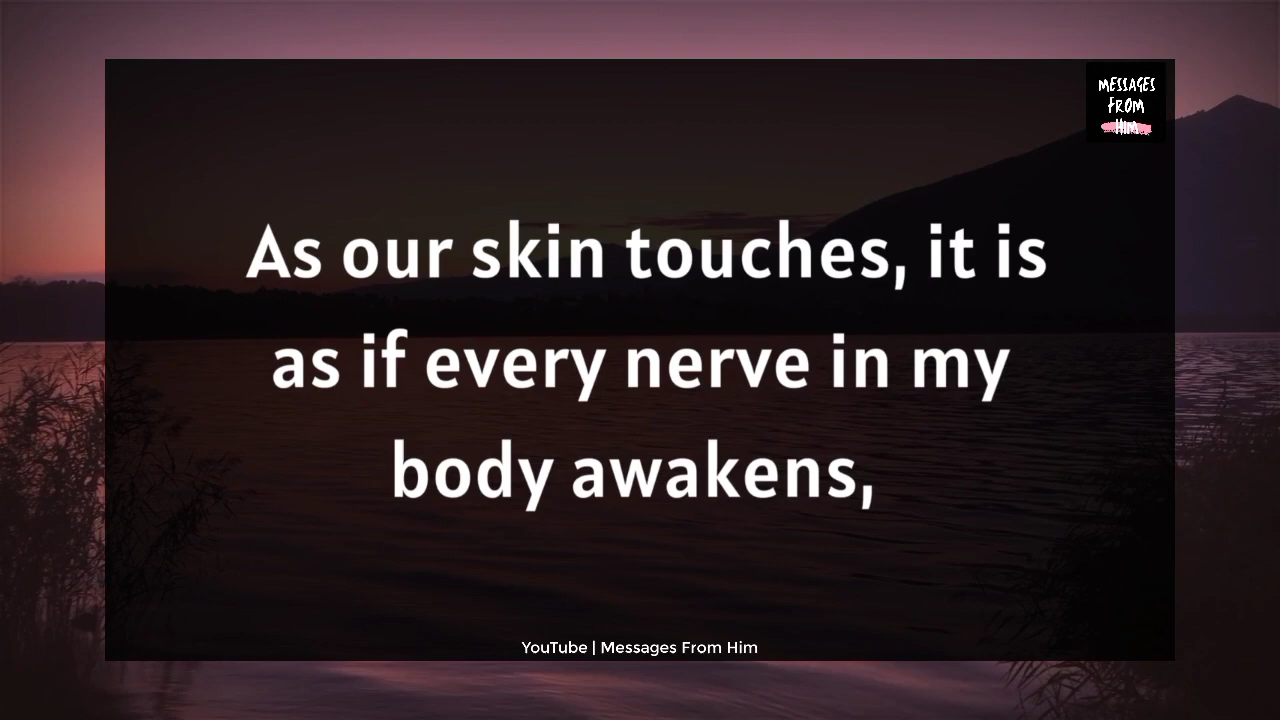 MESSAGES
FROM
HIM
As our skin touches, it is
as if every nerve in my
body awakens,
YouTube | Messages From Him